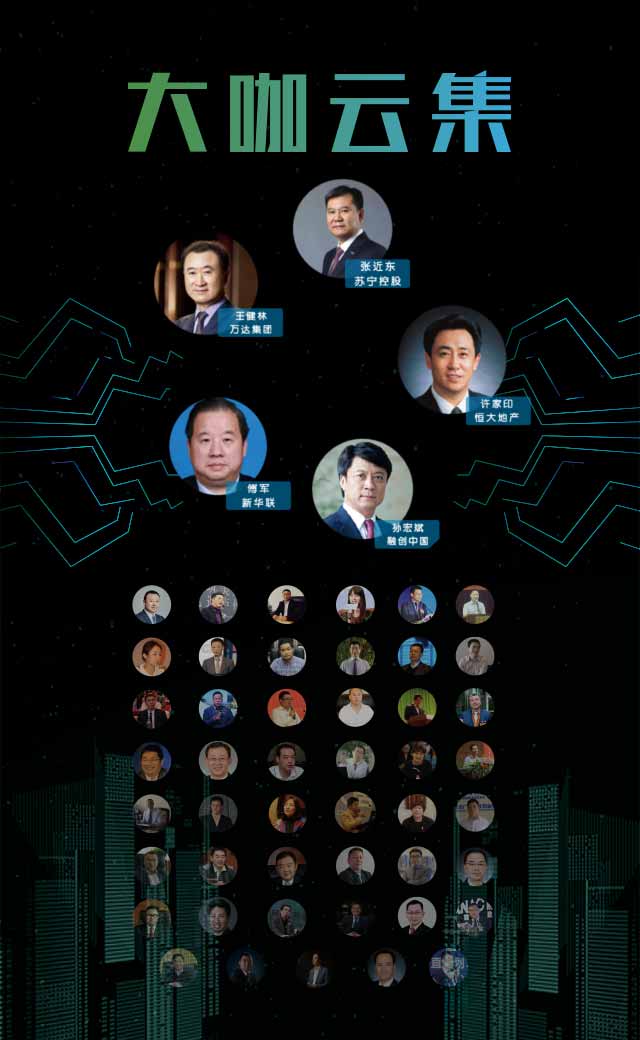 大咖云集
张近东
苏宁控股
王健林
万达集团
许家印
恒大地产
傅军
新华联
孙宏斌
融创中国